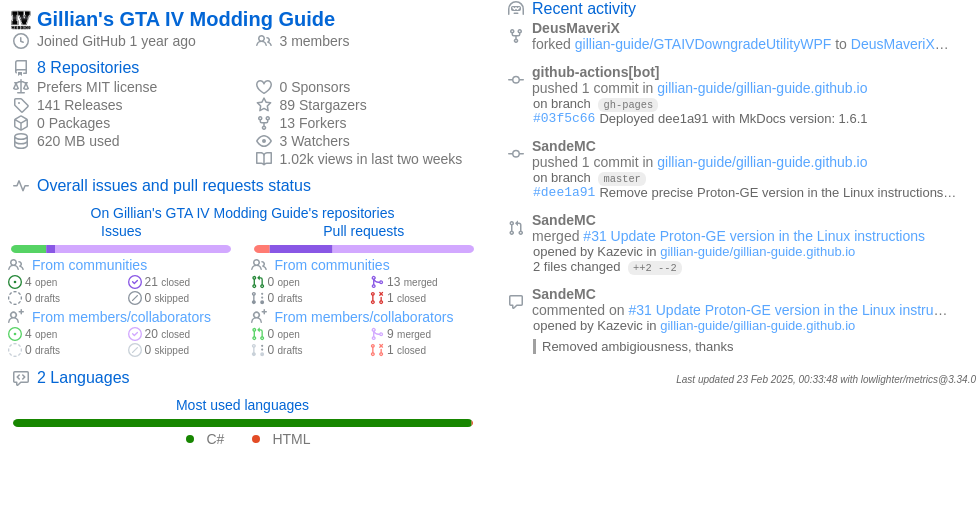 Gillian's GTA IV Modding Guide
Joined GitHub 1 year ago
3 members
8 Repositories
Prefers MIT license
141 Releases
0 Packages
620 MB used
0 Sponsors
89 Stargazers
13 Forkers
3 Watchers
1.02k views in last two weeks
Overall issues and pull requests status
On Gillian's GTA IV Modding Guide's repositories
Issues
From communities
4 open
21 closed
0 drafts
0 skipped
From members/collaborators
4 open
20 closed
0 drafts
0 skipped
Pull requests
From communities
0 open
13 merged
0 drafts
1 closed
From members/collaborators
0 open
9 merged
0 drafts
1 closed
2 Languages
Most used languages
C#
HTML
Recent activity
DeusMaveriX
forked gillian-guide/GTAIVDowngradeUtilityWPF to DeusMaveriX…
github-actions[bot]
pushed 1 commit in gillian-guide/gillian-guide.github.io
on branch gh-pages
#03f5c66 Deployed dee1a91 with MkDocs version: 1.6.1
SandeMC
pushed 1 commit in gillian-guide/gillian-guide.github.io
on branch master
#dee1a91 Remove precise Proton-GE version in the Linux instructions…
SandeMC
merged #31 Update Proton-GE version in the Linux instructions
opened by Kazevic in gillian-guide/gillian-guide.github.io
2 files changed ++2 --2
SandeMC
commented on #31 Update Proton-GE version in the Linux instru…
opened by Kazevic in gillian-guide/gillian-guide.github.io
Removed ambigiousness, thanks
Last updated 23 Feb 2025, 00:33:48 with lowlighter/metrics@3.34.0